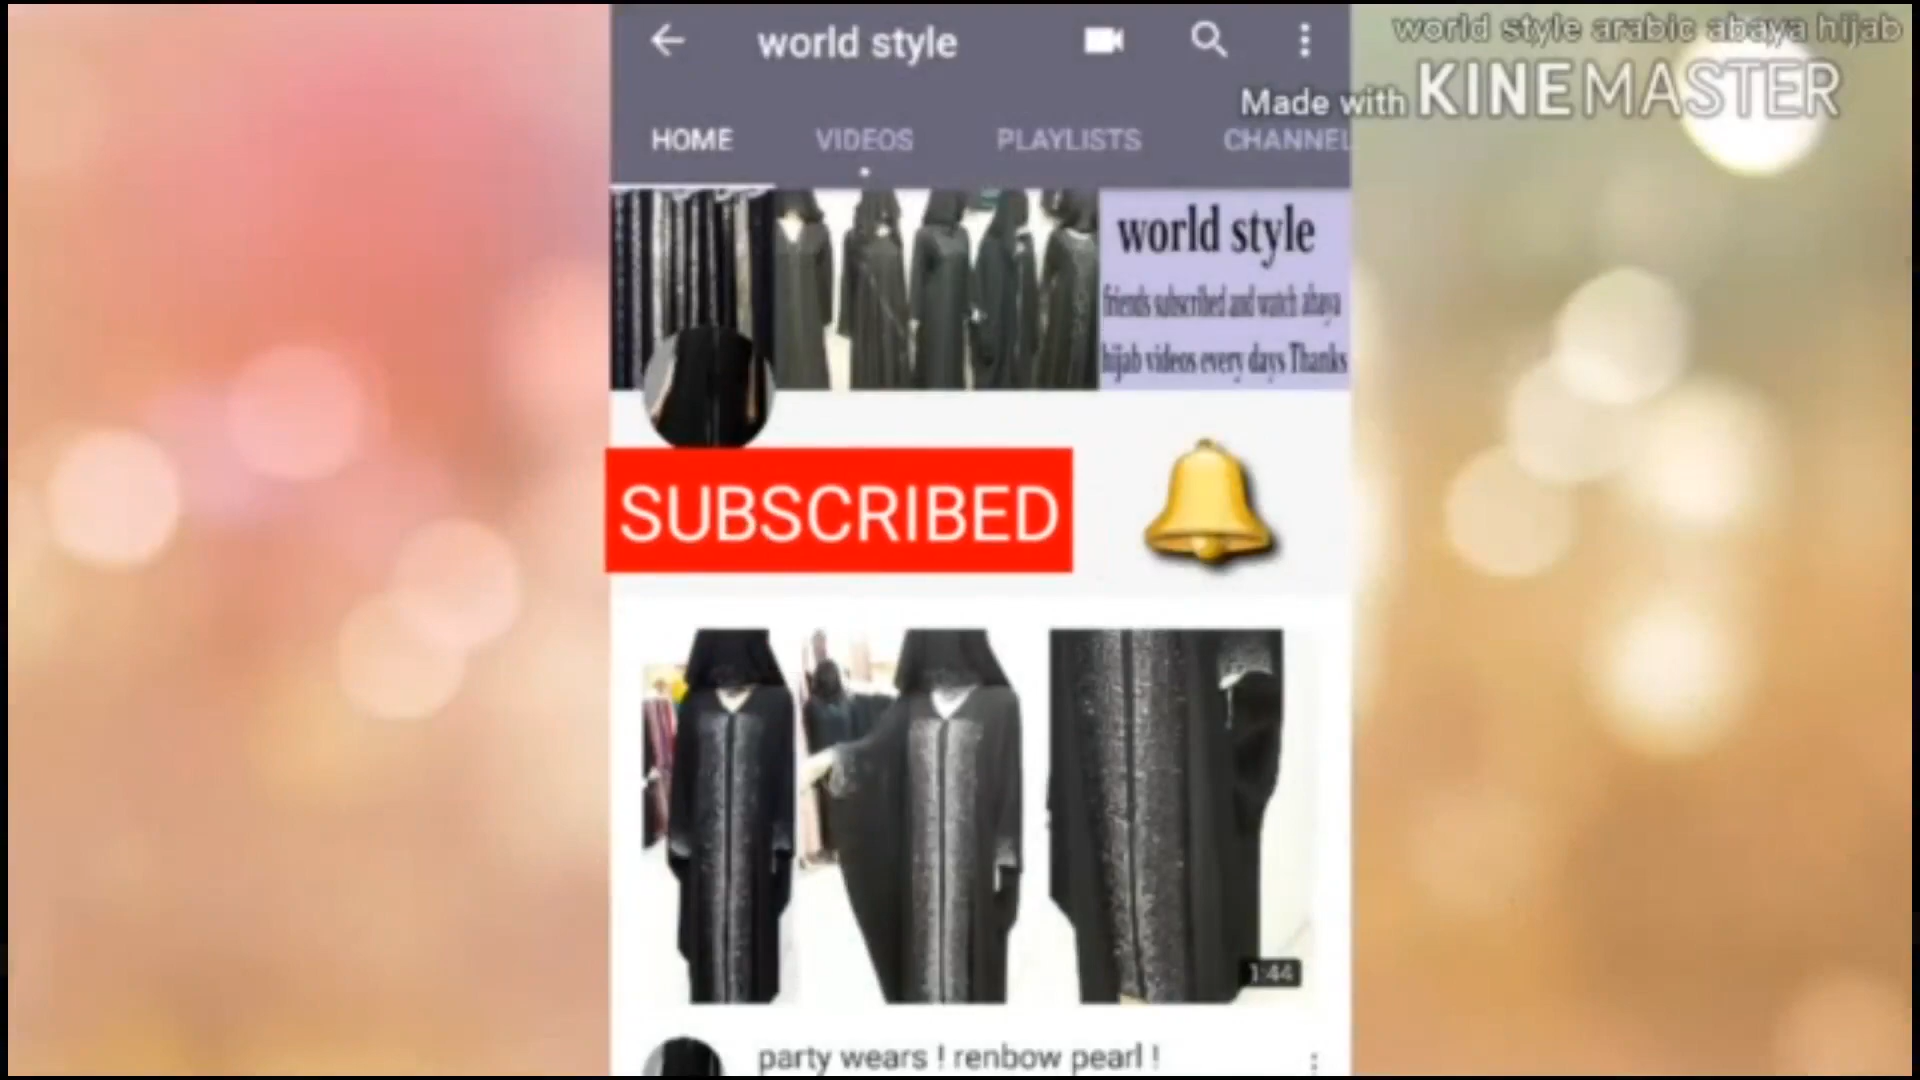 world style arabic abaya hijab
Made with KINEMASTER
world style
HOME VIDEOS PLAYLISTS CHANNEL
world style
friends subscribed and watch abaya
hijab videos every days Thanks
SUBSCRIBED
1:44
party wears ! renbow pearl !